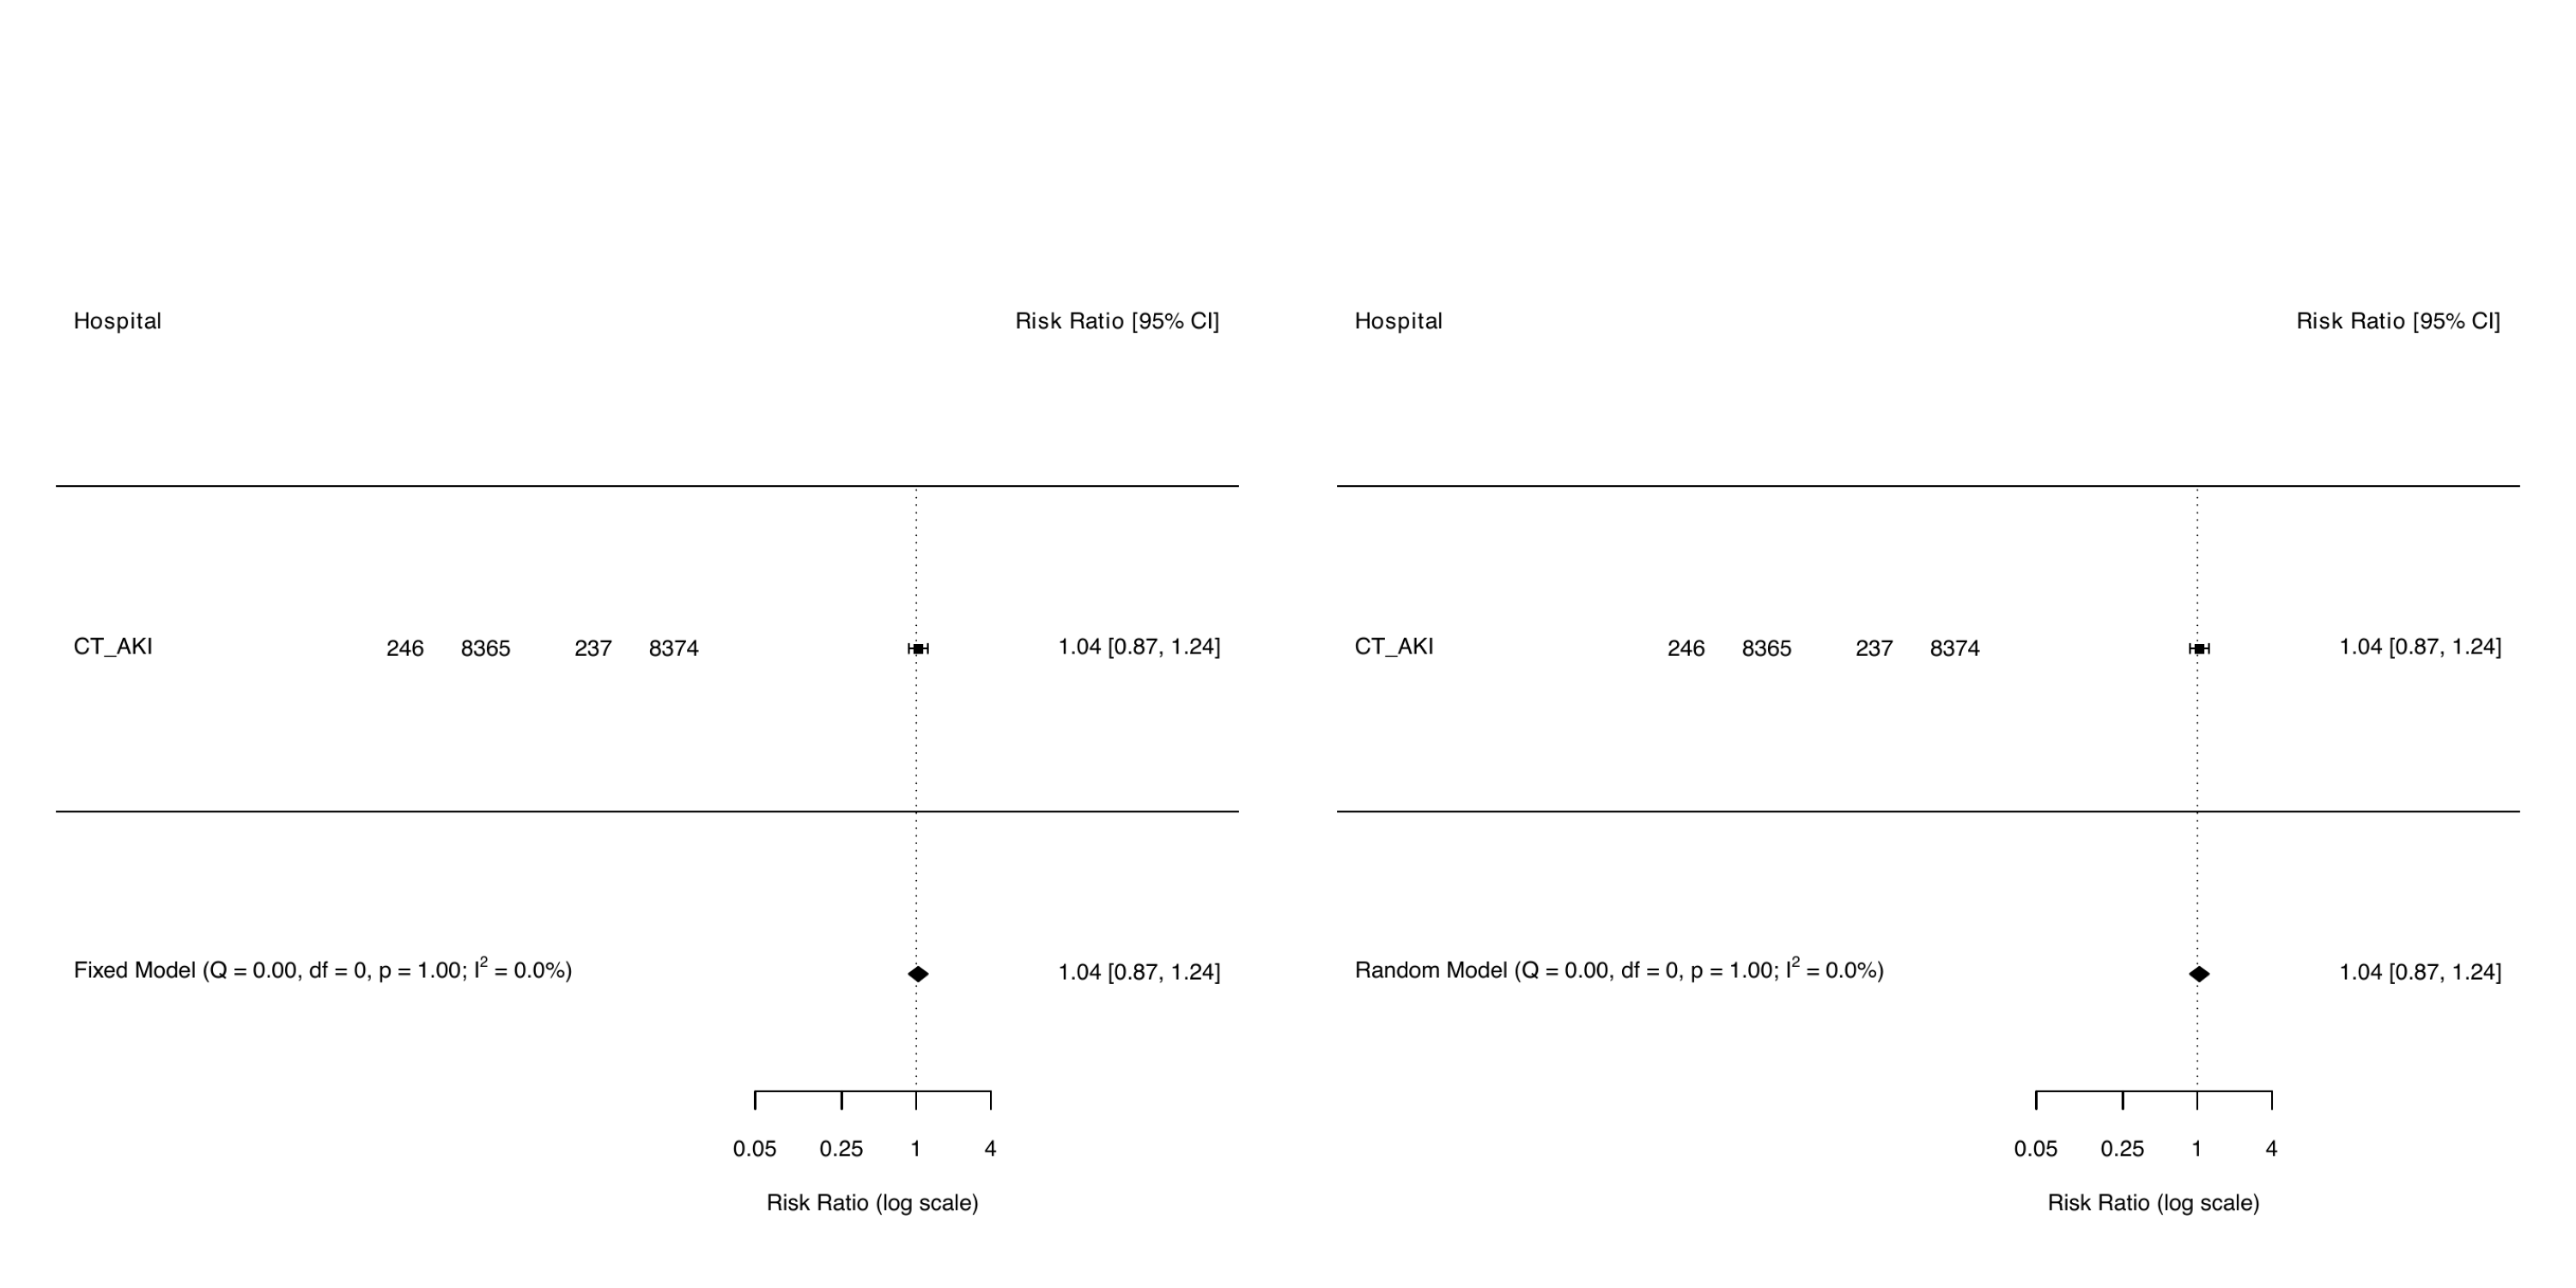 Hospital Risk Ratio [95% CI]
CT_AKI 246 8365 237 8374 1.04 [0.87, 1.24]
Fixed Model (Q = 0.00, df = 0, p = 1.00; I² = 0.0%) 1.04 [0.87, 1.24]
0.05 0.25 1 4
Risk Ratio (log scale)
Hospital Risk Ratio [95% CI]
CT_AKI 246 8365 237 8374 1.04 [0.87, 1.24]
Random Model (Q = 0.00, df = 0, p = 1.00; I² = 0.0%) 1.04 [0.87, 1.24]
0.05 0.25 1 4
Risk Ratio (log scale)